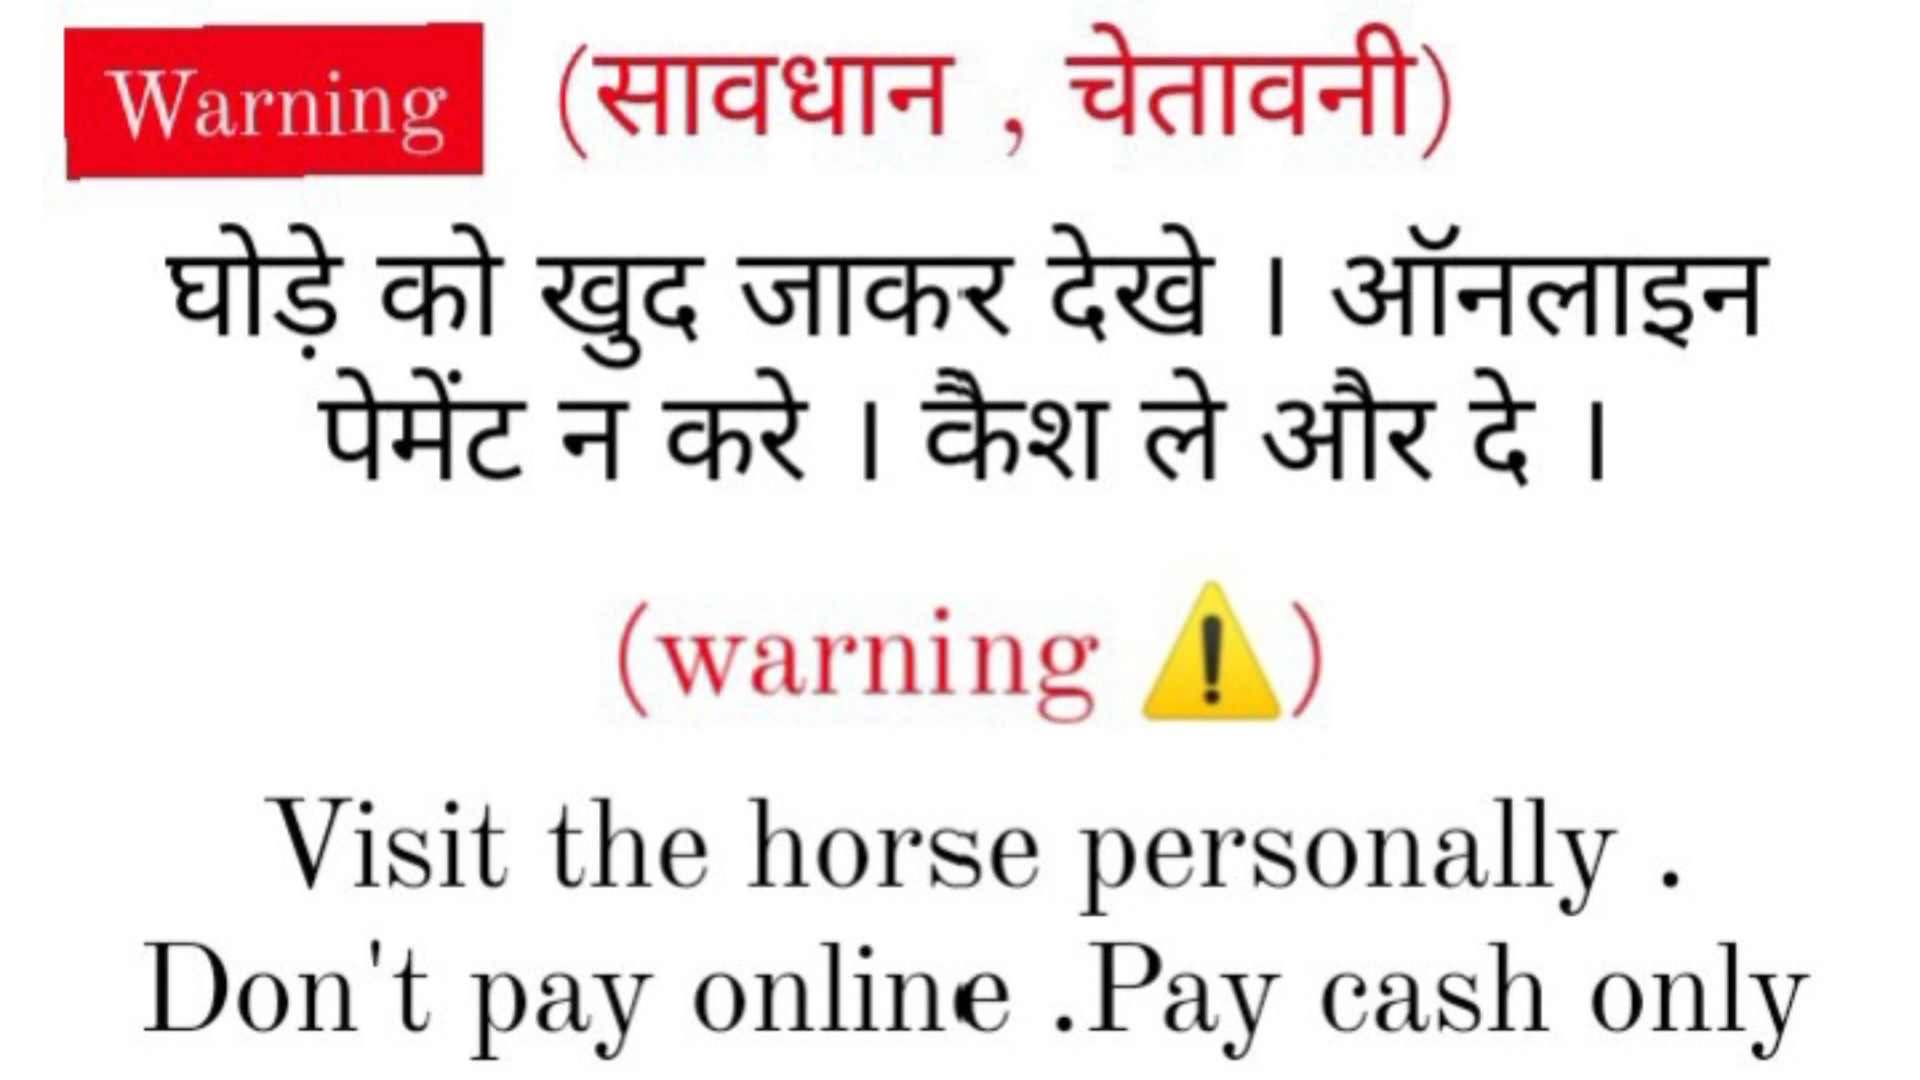 Warning (सावधान , चेतावनी)
घोड़े को खुद जाकर देखे । ऑनलाइन
पेमेंट न करे । कैश ले और दे ।
(warning ⚠️)
Visit the horse personally .
Don't pay online .Pay cash only